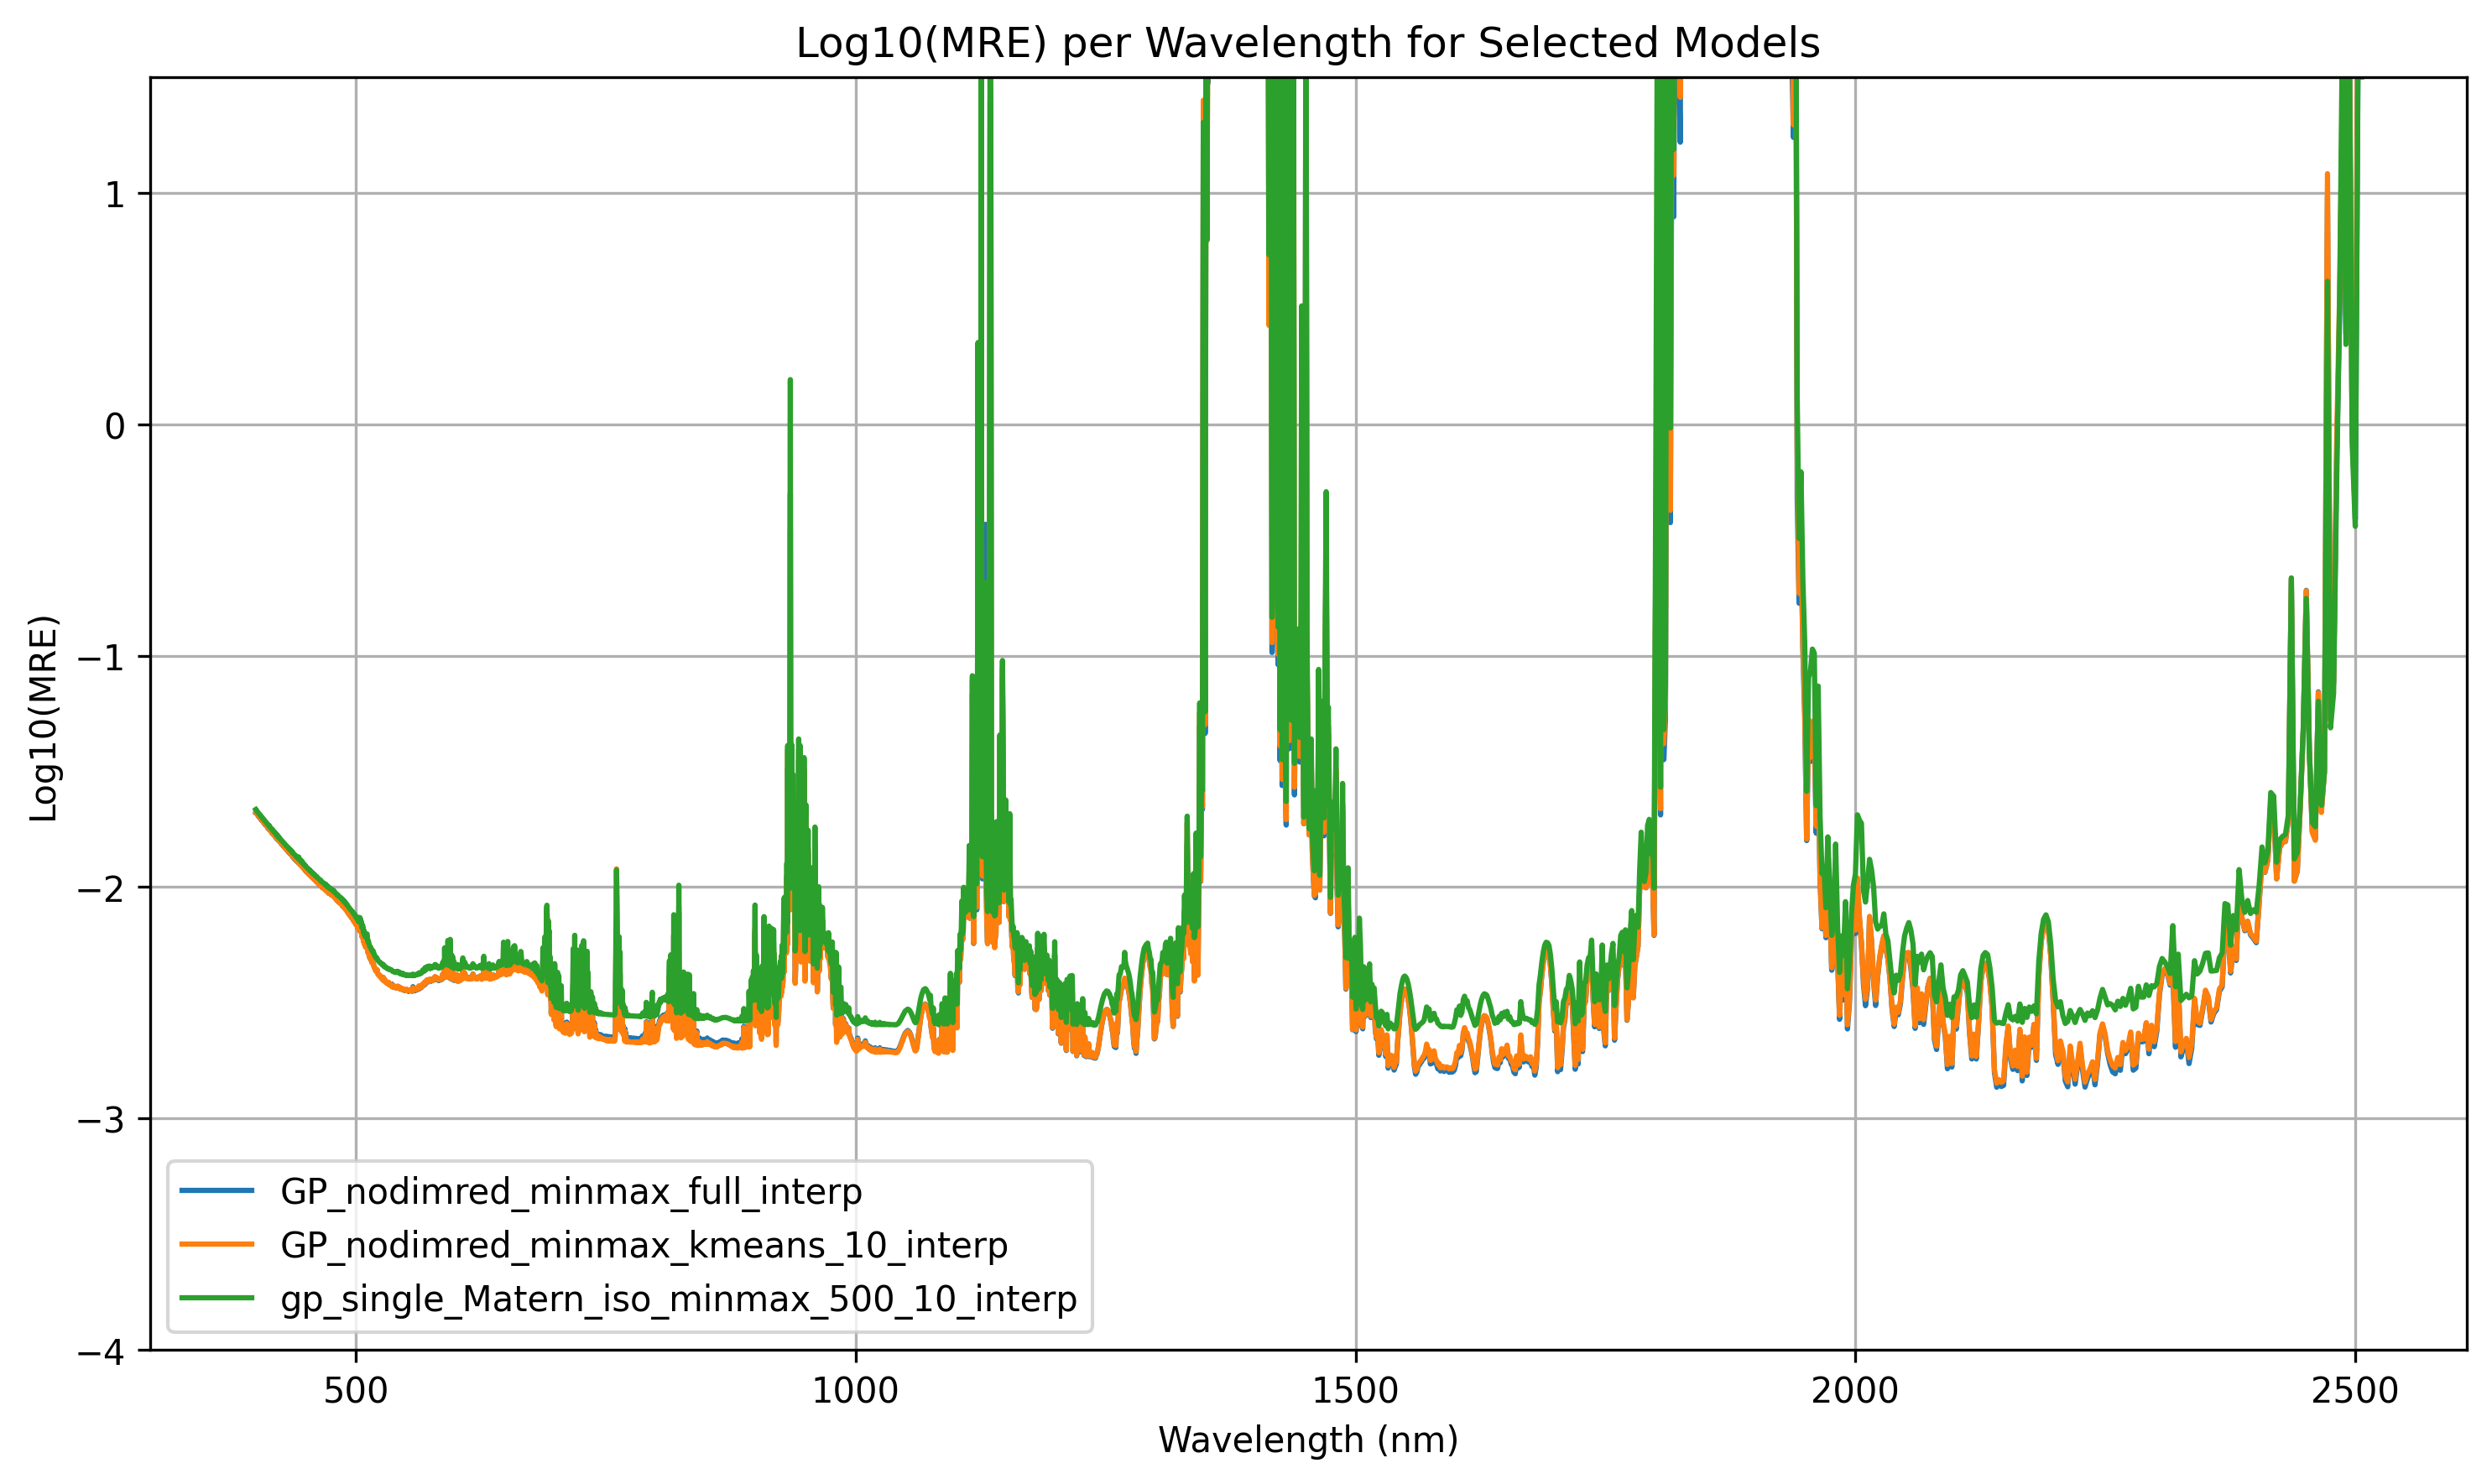 Log10(MRE) per Wavelength for Selected Models
Log10(MRE)
1
0
−1
−2
−3
−4
GP_nodimred_minmax_full_interp
GP_nodimred_minmax_kmeans_10_interp
gp_single_Matern_iso_minmax_500_10_interp
500
1000
1500
2000
2500
Wavelength (nm)